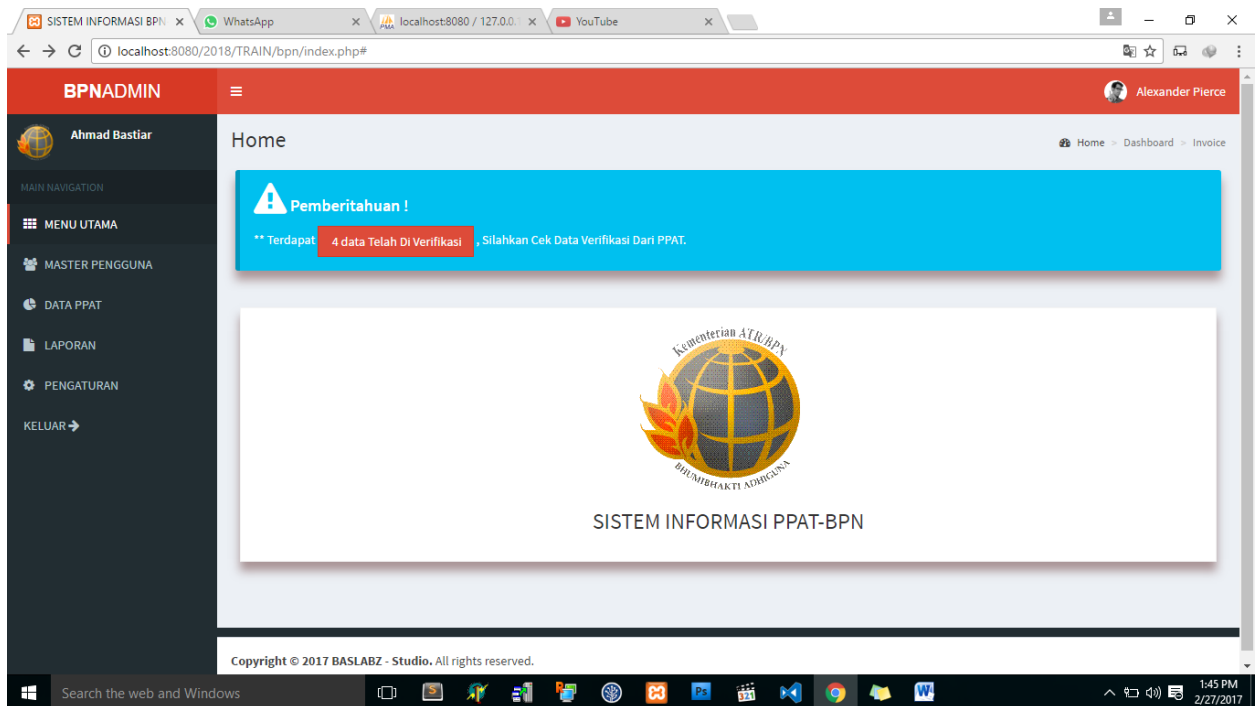 SISTEM INFORMASI BPN
WhatsApp
localhost:8080 / 127.0.0.1
YouTube
localhost:8080/2018/TRAIN/bpn/index.php#
BPNADMIN
Alexander Pierce
Ahmad Bastiar
Home
Home > Dashboard > Invoice
MAIN NAVIGATION
Pemberitahuan !
** Terdapat 4 data Telah Di Verifikasi , Silahkan Cek Data Verifikasi Dari PPAT.
MENU UTAMA
MASTER PENGGUNA
DATA PPAT
LAPORAN
PENGATURAN
KELUAR
Kementerian ATR/BPN
BHUMIBHAKTI ADHIGUNA
SISTEM INFORMASI PPAT-BPN
Copyright © 2017 BASLABZ - Studio. All rights reserved.
Search the web and Windows
1:45 PM
2/27/2017